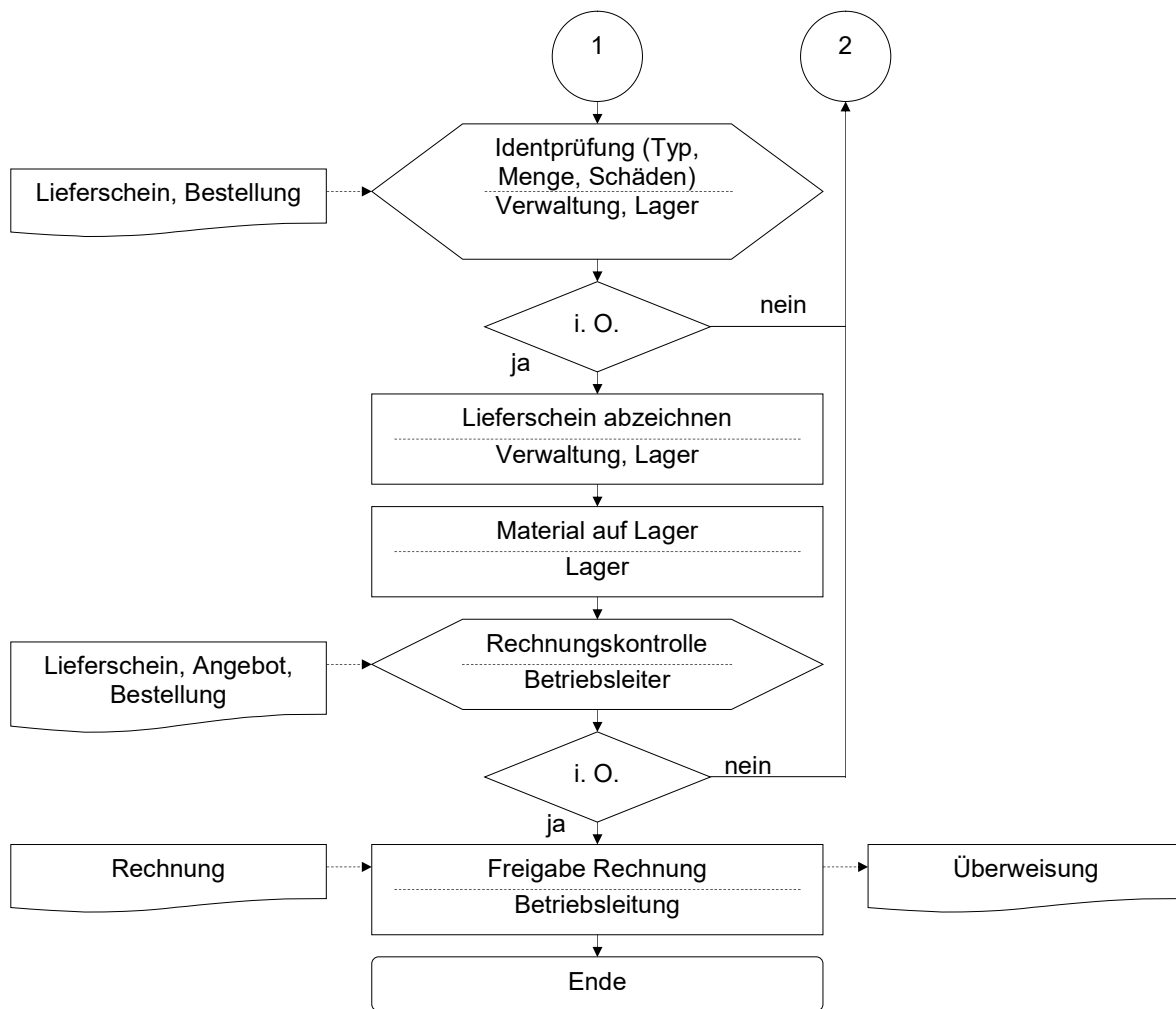 1
2
Identprüfung (Typ,
Menge, Schäden)
Verwaltung, Lager
Lieferschein, Bestellung
i. O.
nein
ja
Lieferschein abzeichnen
Verwaltung, Lager
Material auf Lager
Lager
Rechnungskontrolle
Betriebsleiter
Lieferschein, Angebot,
Bestellung
i. O.
nein
ja
Rechnung
Freigabe Rechnung
Betriebsleitung
Überweisung
Ende